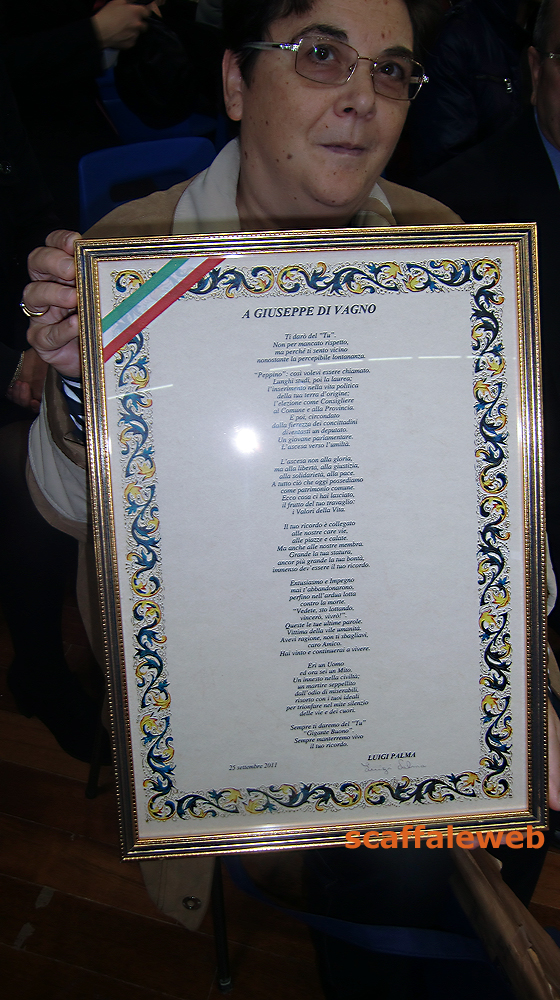 A GIUSEPPE DI VAGNO
Ti darò del "Tu".
Non per mancato rispetto,
ma perché ti sento vicino
nonostante la percepibile lontananza.
"Peppino": così volevi essere chiamato.
Lunghi studi, poi la laurea;
l'inserimento nella vita politica
della tua terra d'origine;
l'elezione come Consigliere
al Comune e alla Provincia.
E poi, circondato
dalla fierezza dei concittadini
diventasti un deputato.
Un giovane parlamentare.
L'ascesa verso l'umiltà.
L'ascesa non alla gloria,
ma alla libertà, alla giustizia,
alla solidarietà, alla pace.
A tutto ciò che oggi possediamo
come patrimonio comune.
Ecco cosa ci hai lasciato,
il frutto del tuo travaglio:
i Valori della Vita.
Il tuo ricordo è collegato
alle nostre care vie,
alle piazze e calate.
Ma anche alle nostre membra.
Grande la tua statura,
ancor più grande la tua bontà,
immenso dev'essere il tuo ricordo.
Entusiasmo e Impegno
mai t'abbandonarono,
perfino nell'ardua lotta
contro la morte.
"Vedete, sto lottando,
vincerò, vivrò!"
Queste le tue ultime parole.
Vittima della vile umanità.
Avevi ragione, non ti sbagliavi,
caro Amico.
Hai vinto e continuerai a vivere.
Eri un Uomo
ed ora sei un Mito.
Un innesto nella civiltà;
un martire seppellito
dall'odio di miserabili,
risorto con i tuoi ideali
per trionfare nel mite silenzio
delle vie e dei cuori.
Sempre ti daremo del "Tu"
"Gigante Buono".
Sempre manterremo vivo
il tuo ricordo.
LUIGI PALMA
25 settembre 2011
Luigi Palma
scaffaleweb